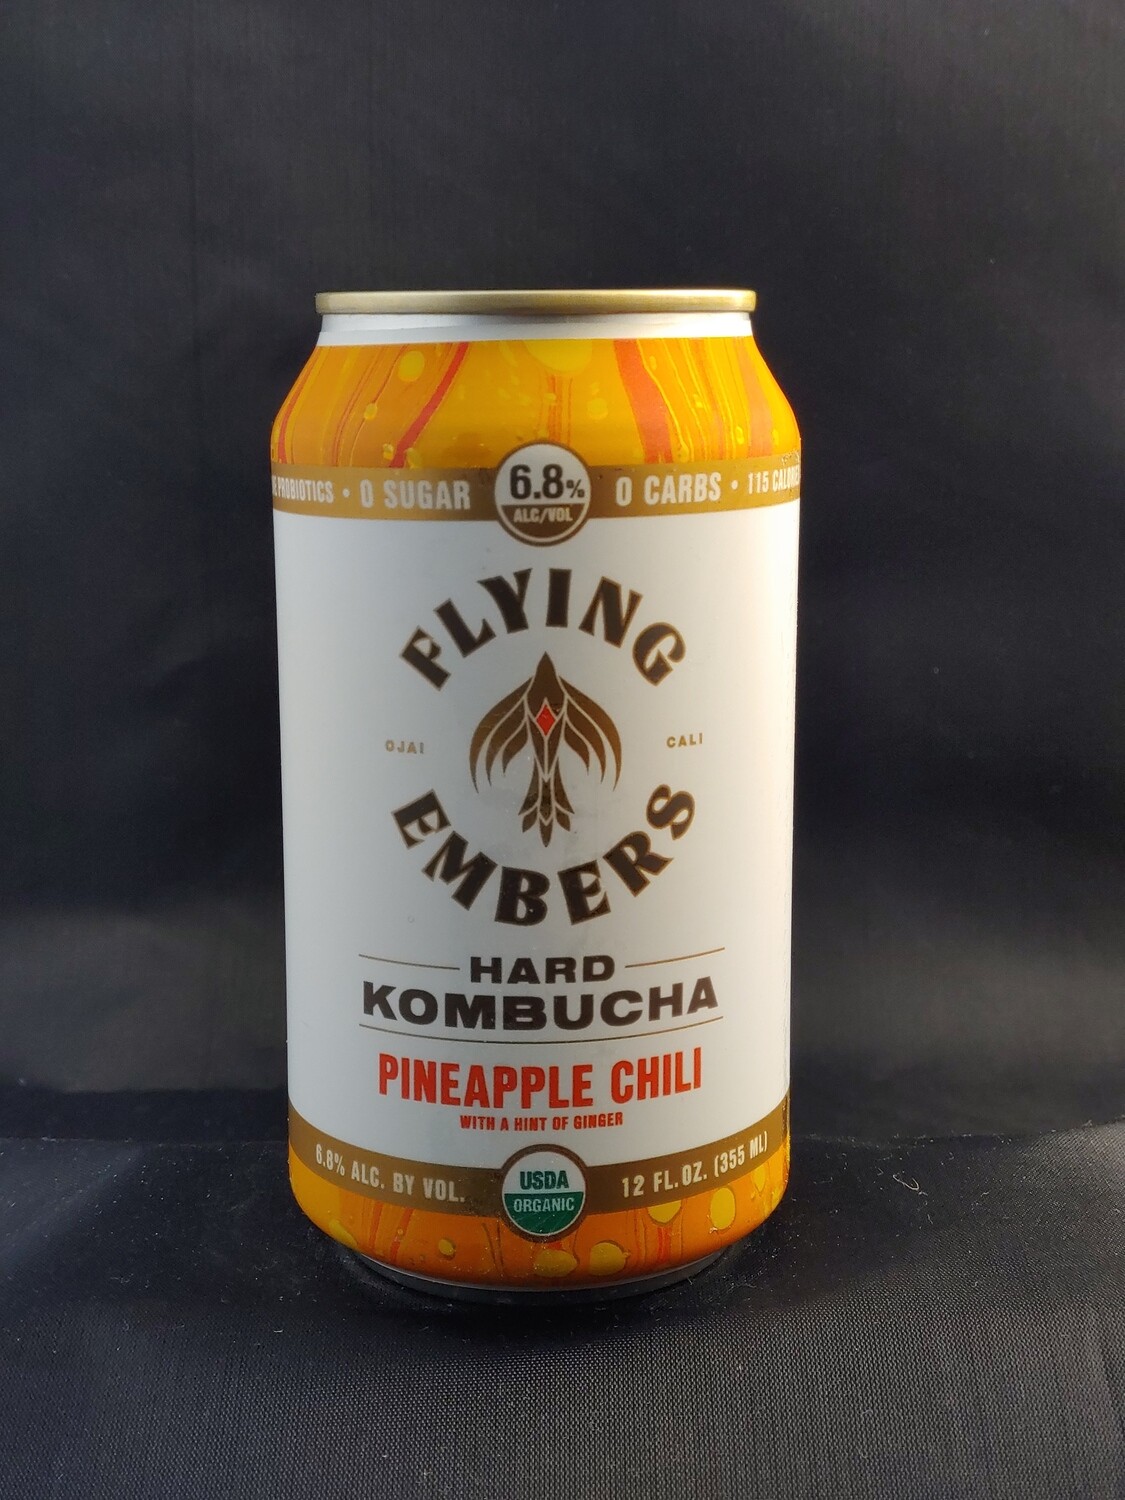 PROBIOTICS • 0 SUGAR
6.8%
ALC/VOL
0 CARBS • 115
FLYING
OJAI
CALI
EMBERS
HARD
KOMBUCHA
PINEAPPLE CHILI
WITH A HINT OF GINGER
6.8% ALC. BY VOL.
USDA
ORGANIC
12 FL.OZ. (355 ML)